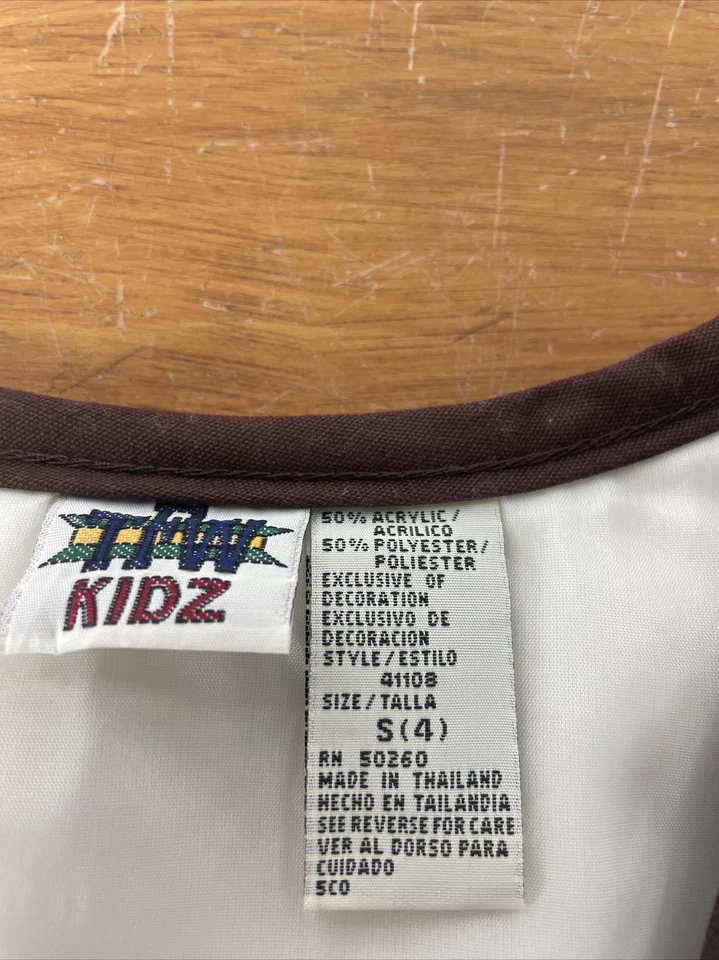 KIDZ
50% ACRYLIC/
ACRILICO
50% POLYESTER/
POLIESTER
EXCLUSIVE OF
DECORATION
EXCLUSIVO DE
DECORACION
STYLE/ESTILO
41108
SIZE/TALLA
S(4)
RN 50260
MADE IN THAILAND
HECHO EN TAILANDIA
SEE REVERSE FOR CARE
VER AL DORSO PARA
CUIDADO
5CO